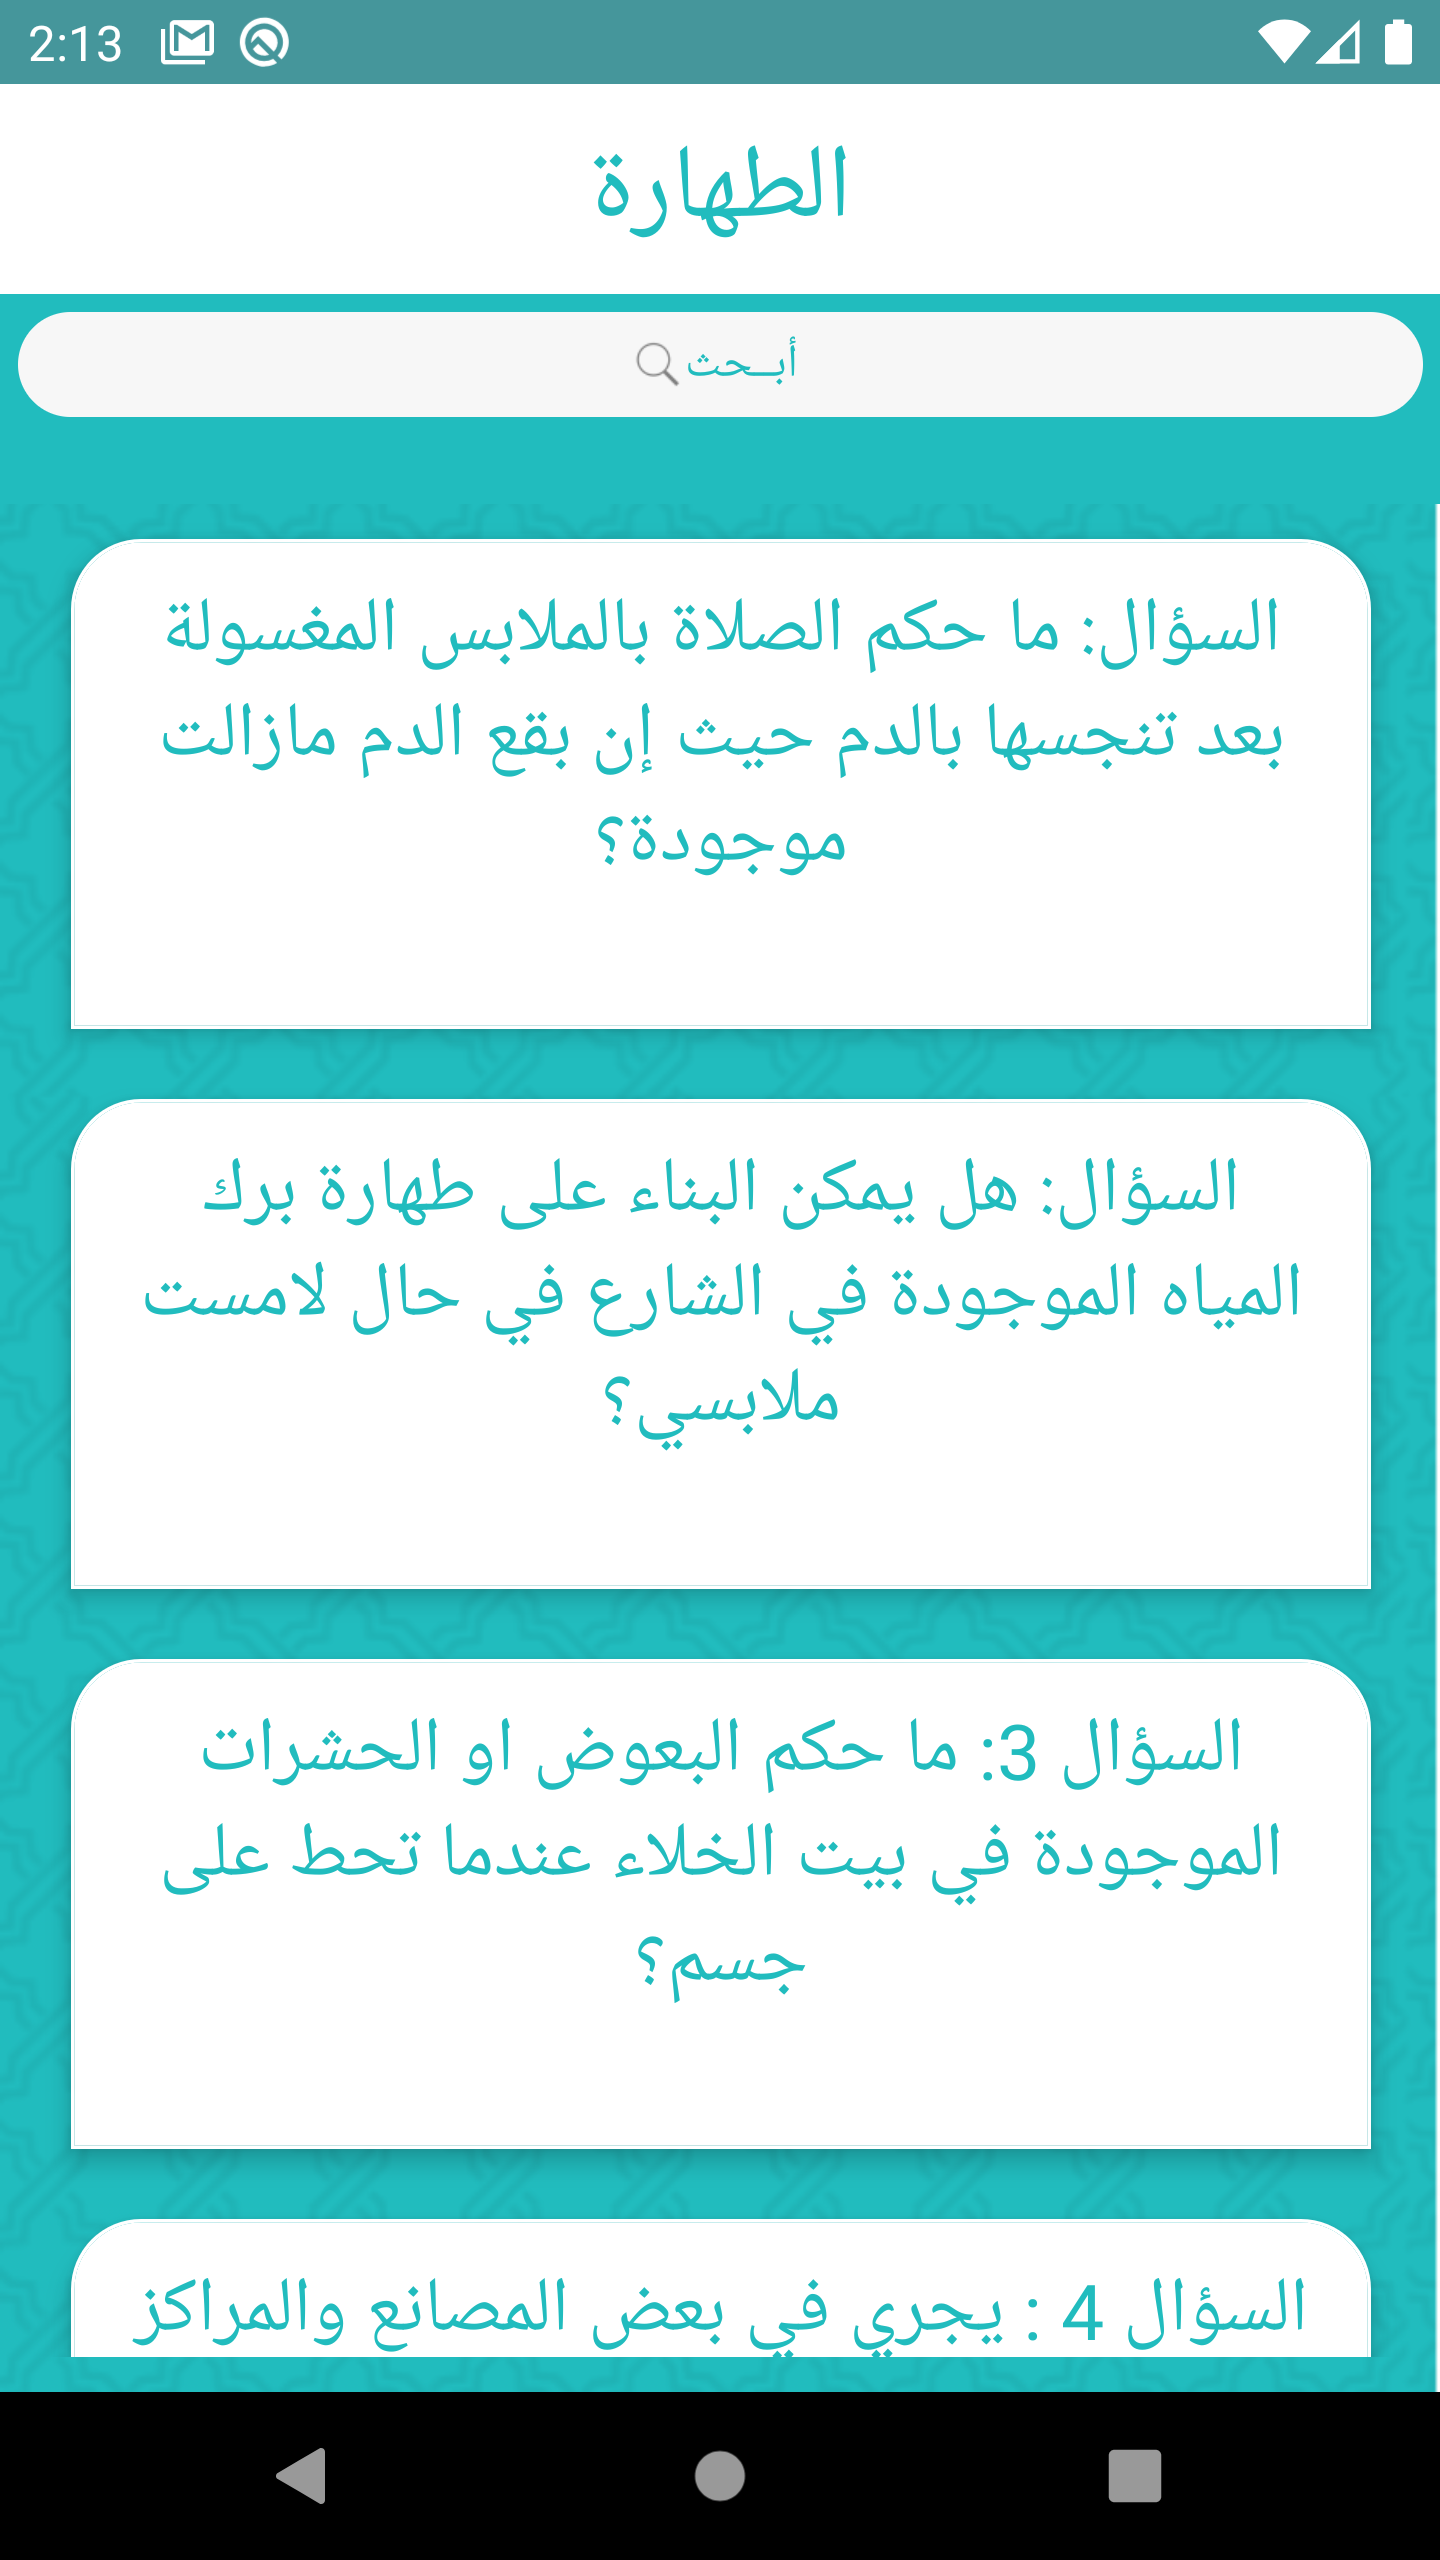 2:13
الطهارة
أبـــحث
السؤال: ما حكم الصلاة بالملابس المغسولة
بعد تنجسها بالدم حيث إن بقع الدم مازالت
موجودة؟
السؤال: هل يمكن البناء على طهارة برك
المياه الموجودة في الشارع في حال لامست
ملابسي؟
السؤال 3: ما حكم البعوض او الحشرات
الموجودة في بيت الخلاء عندما تحط على
جسم؟
السؤال 4 : يجري في بعض المصانع والمراكز